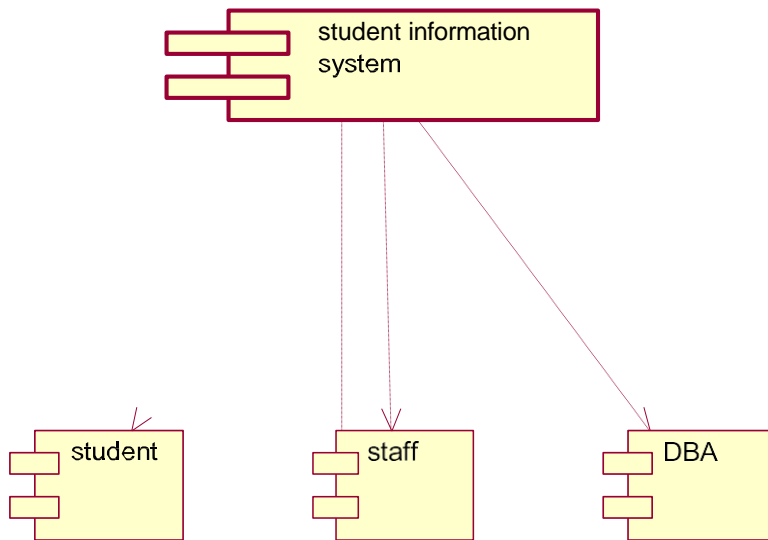 student information
system
student
staff
DBA